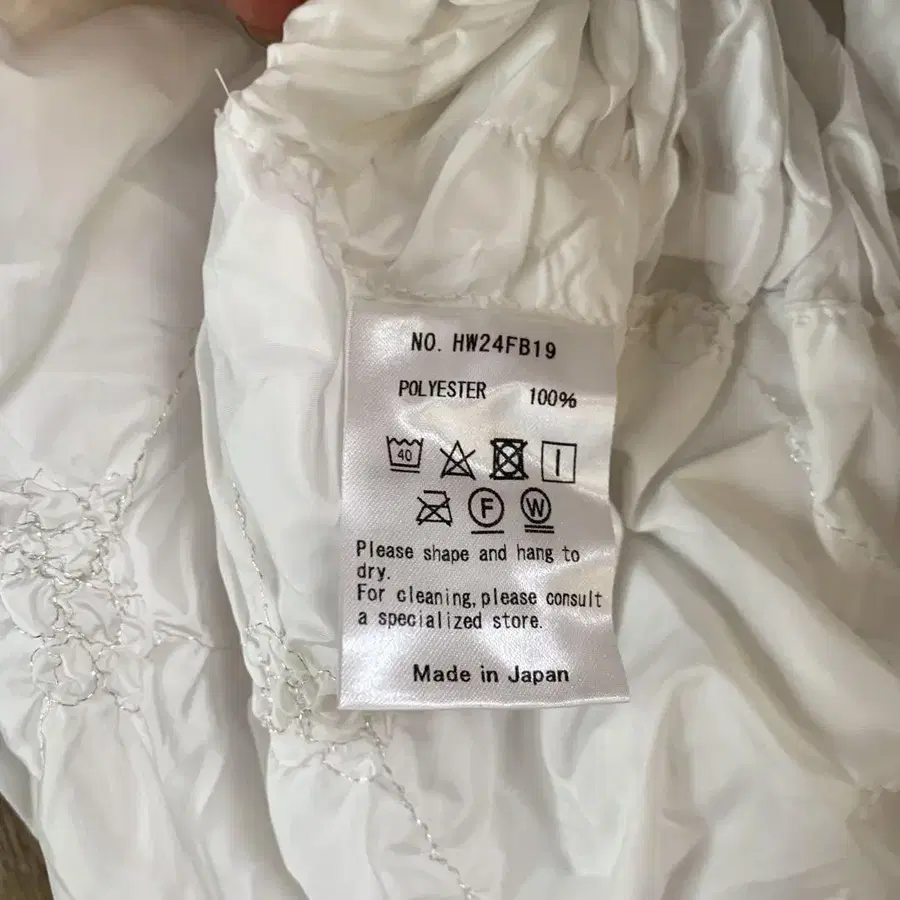 NO. HW24FB19
POLYESTER 100%
40
F W
Please shape and hang to
dry.
For cleaning, please consult
a specialized store.
Made in Japan